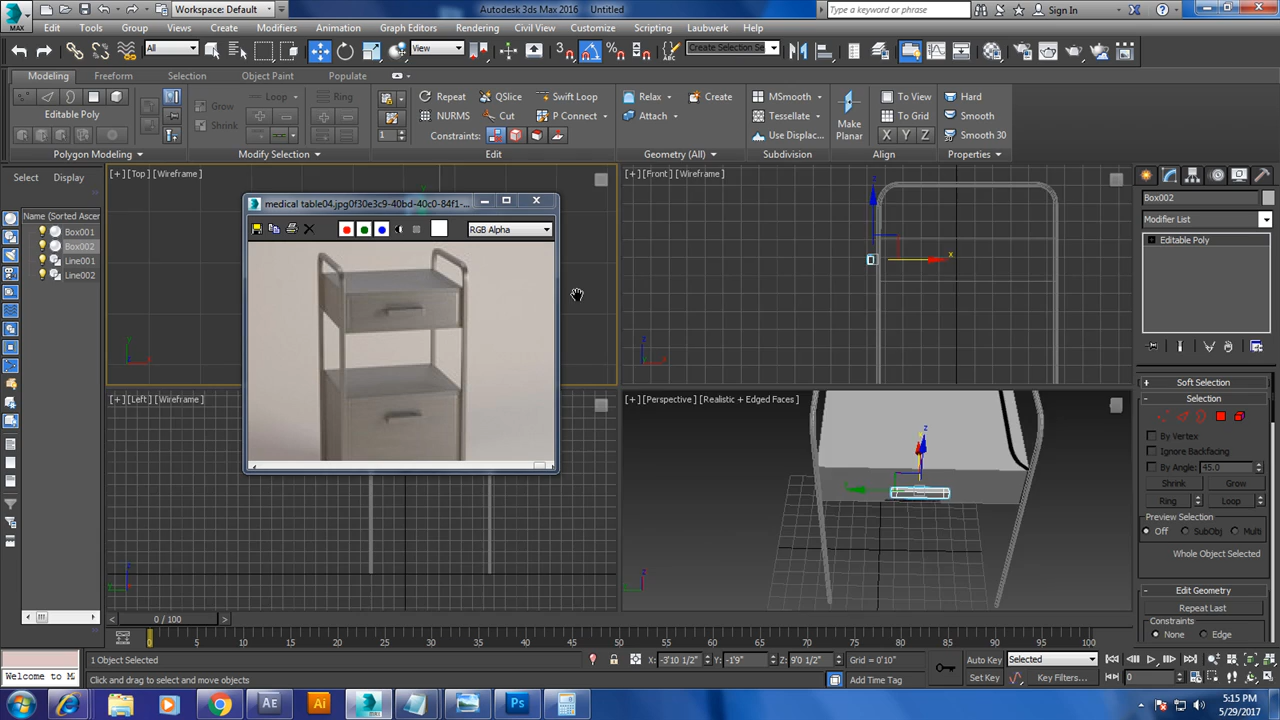 MAX
Workspace: Default
Autodesk 3ds Max 2016 Untitled
Type a keyword or phrase
Sign In
Edit Tools Group Views Create Modifiers Animation Graph Editors Rendering Civil View Customize Scripting Laubwerk Help
All
View
Create Selection Se
Modeling Freeform Selection Object Paint Populate
Editable Poly
Grow
Shrink
Loop
Ring
1
Repeat QSlice Swift Loop
NURMS Cut P Connect
Constraints:
Relax Create
Attach
MSmooth
Tessellate
Use Displac...
Make Planar
To View
To Grid
X Y Z
Hard
Smooth
Smooth 30
Polygon Modeling Modify Selection Edit Geometry (All) Subdivision Align Properties
Select Display
Name (Sorted Ascen
Box001
Box002
Line001
Line002
[+] [Top] [Wireframe]
[+] [Front] [Wireframe]
[+] [Left] [Wireframe]
[+] [Perspective] [Realistic + Edged Faces]
medical table04.jpg0f30e3c9-40bd-40c0-84f1-...
RGB Alpha
Box002
Modifier List
Editable Poly
Soft Selection
Selection
By Vertex
Ignore Backfacing
By Angle: 45.0
Shrink Grow
Ring Loop
Preview Selection
Off SubObj Multi
Whole Object Selected
Edit Geometry
Repeat Last
Constraints
None Edge
0 / 100
0 5 10 15 20 25 30 35 40 45 50 55 60 65 70 75 80 85 90 95 100
1 Object Selected
X: -3'10 1/2" Y: -1'9" Z: 9'0 1/2" Grid = 0'10"
Auto Key Selected
Welcome to M
Click and drag to select and move objects
Add Time Tag
Set Key Key Filters...
0
5:15 PM
5/29/2017